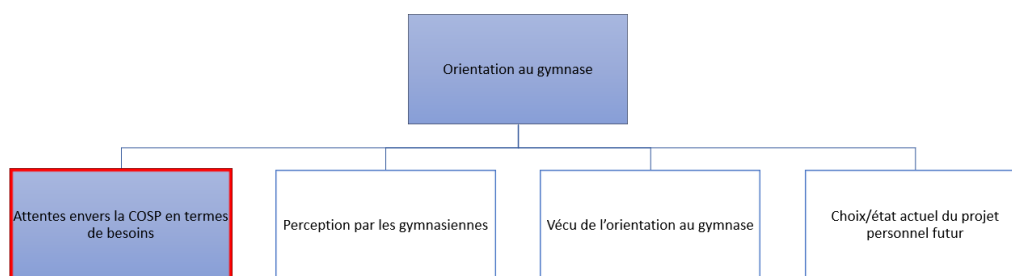 Orientation au gymnase
Attentes envers la COSP en termes
de besoins
Perception par les gymnasiennes
Vécu de l'orientation au gymnase
Choix/état actuel du projet
personnel futur